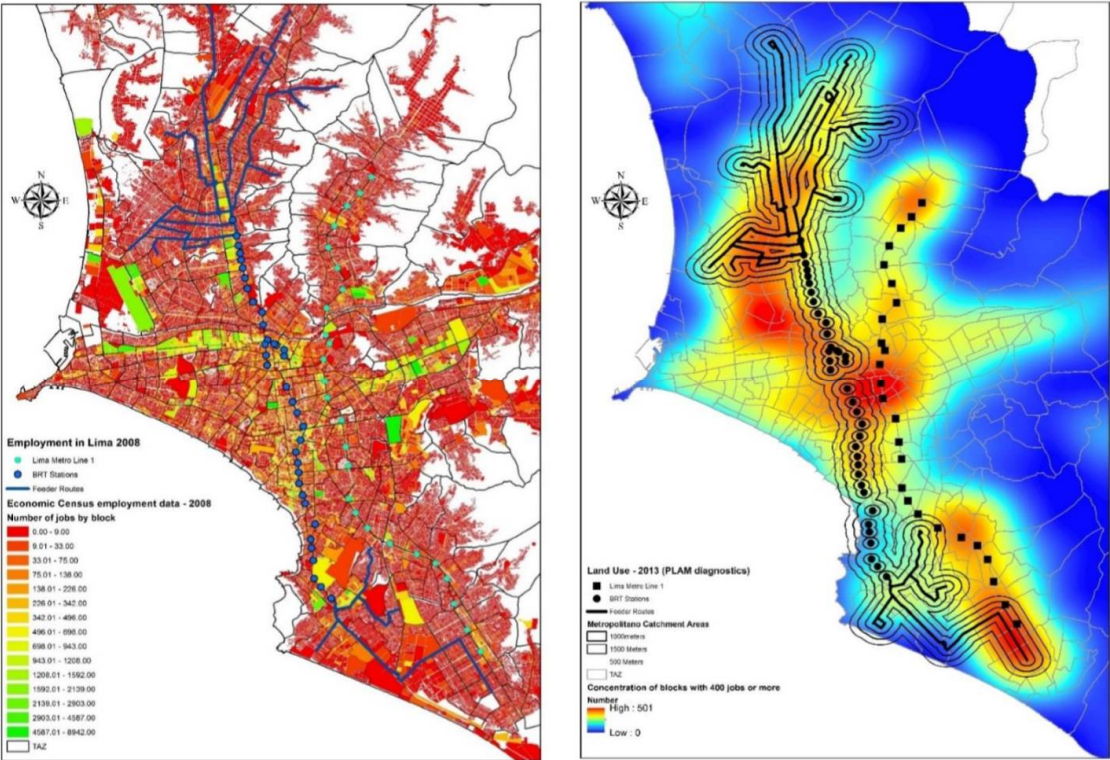 N
W E
S
Employment in Lima 2008
Lima Metro Line 1
BRT Stations
Feeder Routes
Economic Census employment data - 2008
Number of jobs by block
0.00 - 9.00
9.01 - 33.00
33.01 - 75.00
75.01 - 138.00
138.01 - 226.00
226.01 - 342.00
342.01 - 496.00
496.01 - 698.00
698.01 - 943.00
943.01 - 1208.00
1208.01 - 1592.00
1592.01 - 2139.00
2139.01 - 2903.00
2903.01 - 4587.00
4587.01 - 8942.00
TAZ
N
W E
S
Land Use - 2013 (PLAM diagnostics)
Lima Metro Line 1
BRT Stations
Feeder Routes
Metropolitano Catchment Areas
1000meters
1500 Meters
500 Meters
TAZ
Concentration of blocks with 400 jobs or more
Number
High : 501
Low : 0